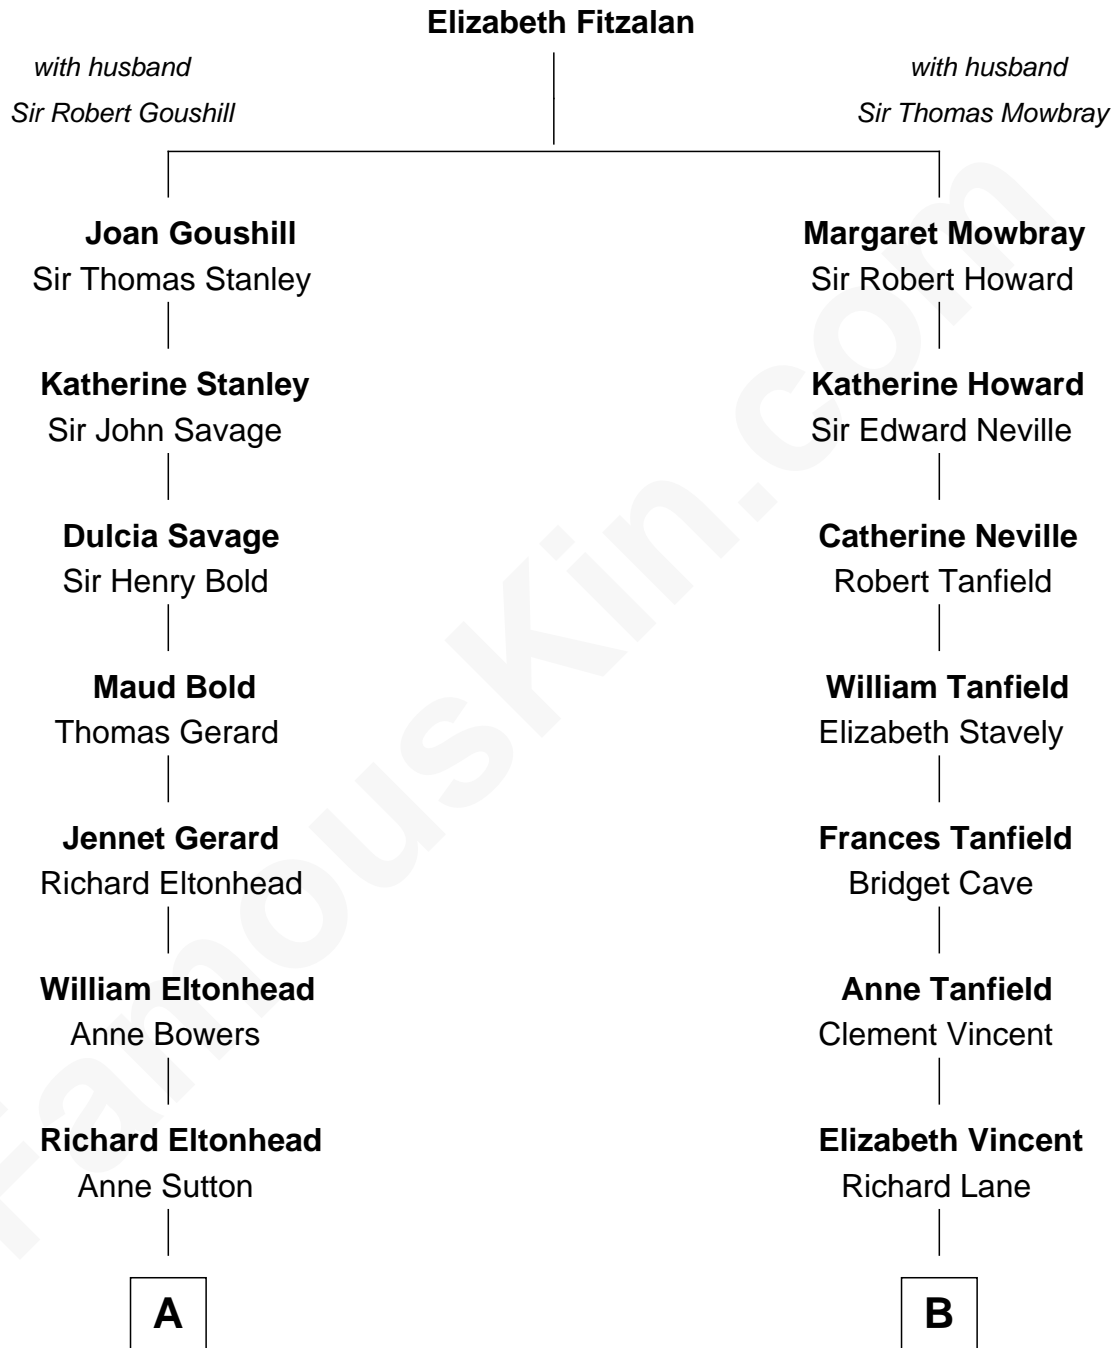 Elizabeth Fitzalan
with husband
Sir Robert Goushill
with husband
Sir Thomas Mowbray
Joan Goushill
Sir Thomas Stanley
Margaret Mowbray
Sir Robert Howard
Katherine Stanley
Sir John Savage
Katherine Howard
Sir Edward Neville
Dulcia Savage
Sir Henry Bold
Catherine Neville
Robert Tanfield
Maud Bold
Thomas Gerard
William Tanfield
Elizabeth Stavely
Jennet Gerard
Richard Eltonhead
Frances Tanfield
Bridget Cave
William Eltonhead
Anne Bowers
Anne Tanfield
Clement Vincent
Richard Eltonhead
Anne Sutton
Elizabeth Vincent
Richard Lane
A
B
FamousKin.com